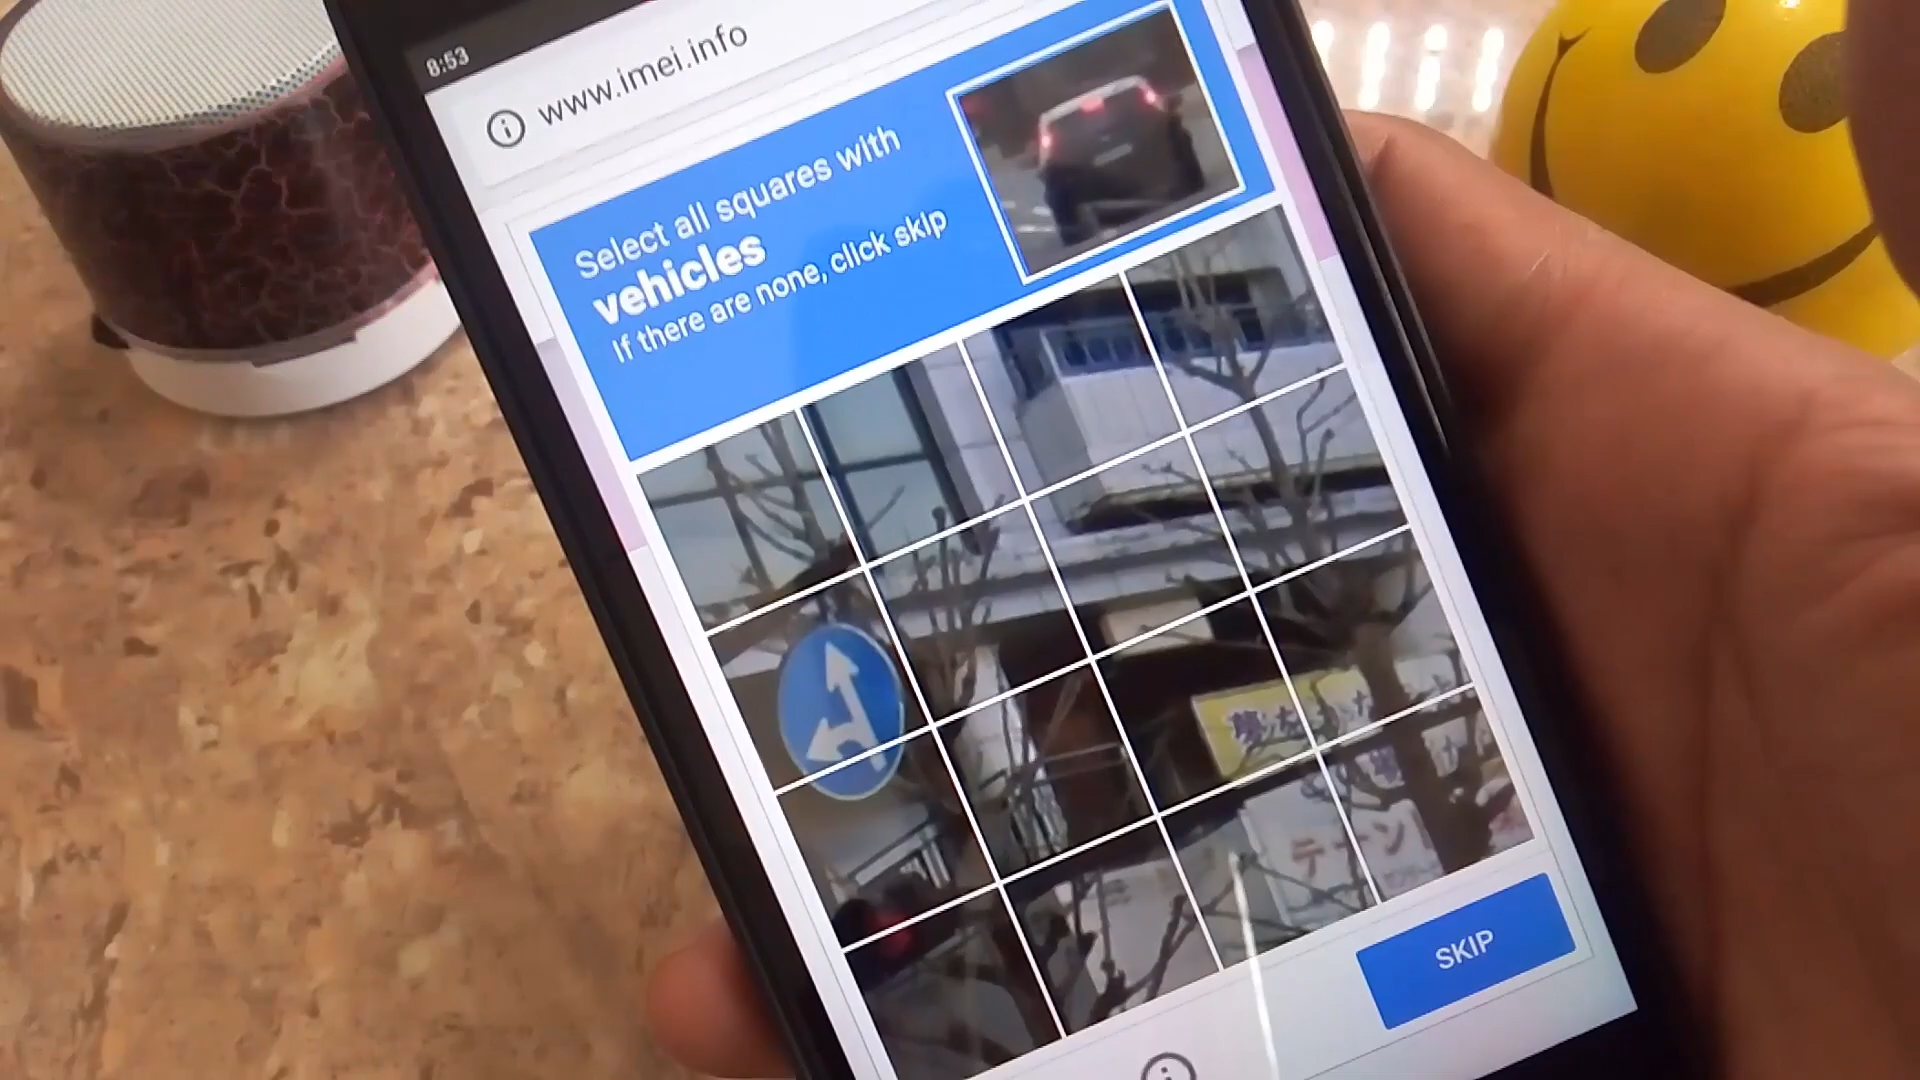 8:53
www.imei.info
Select all squares with
vehicles
If there are none, click skip
テーン
SKIP